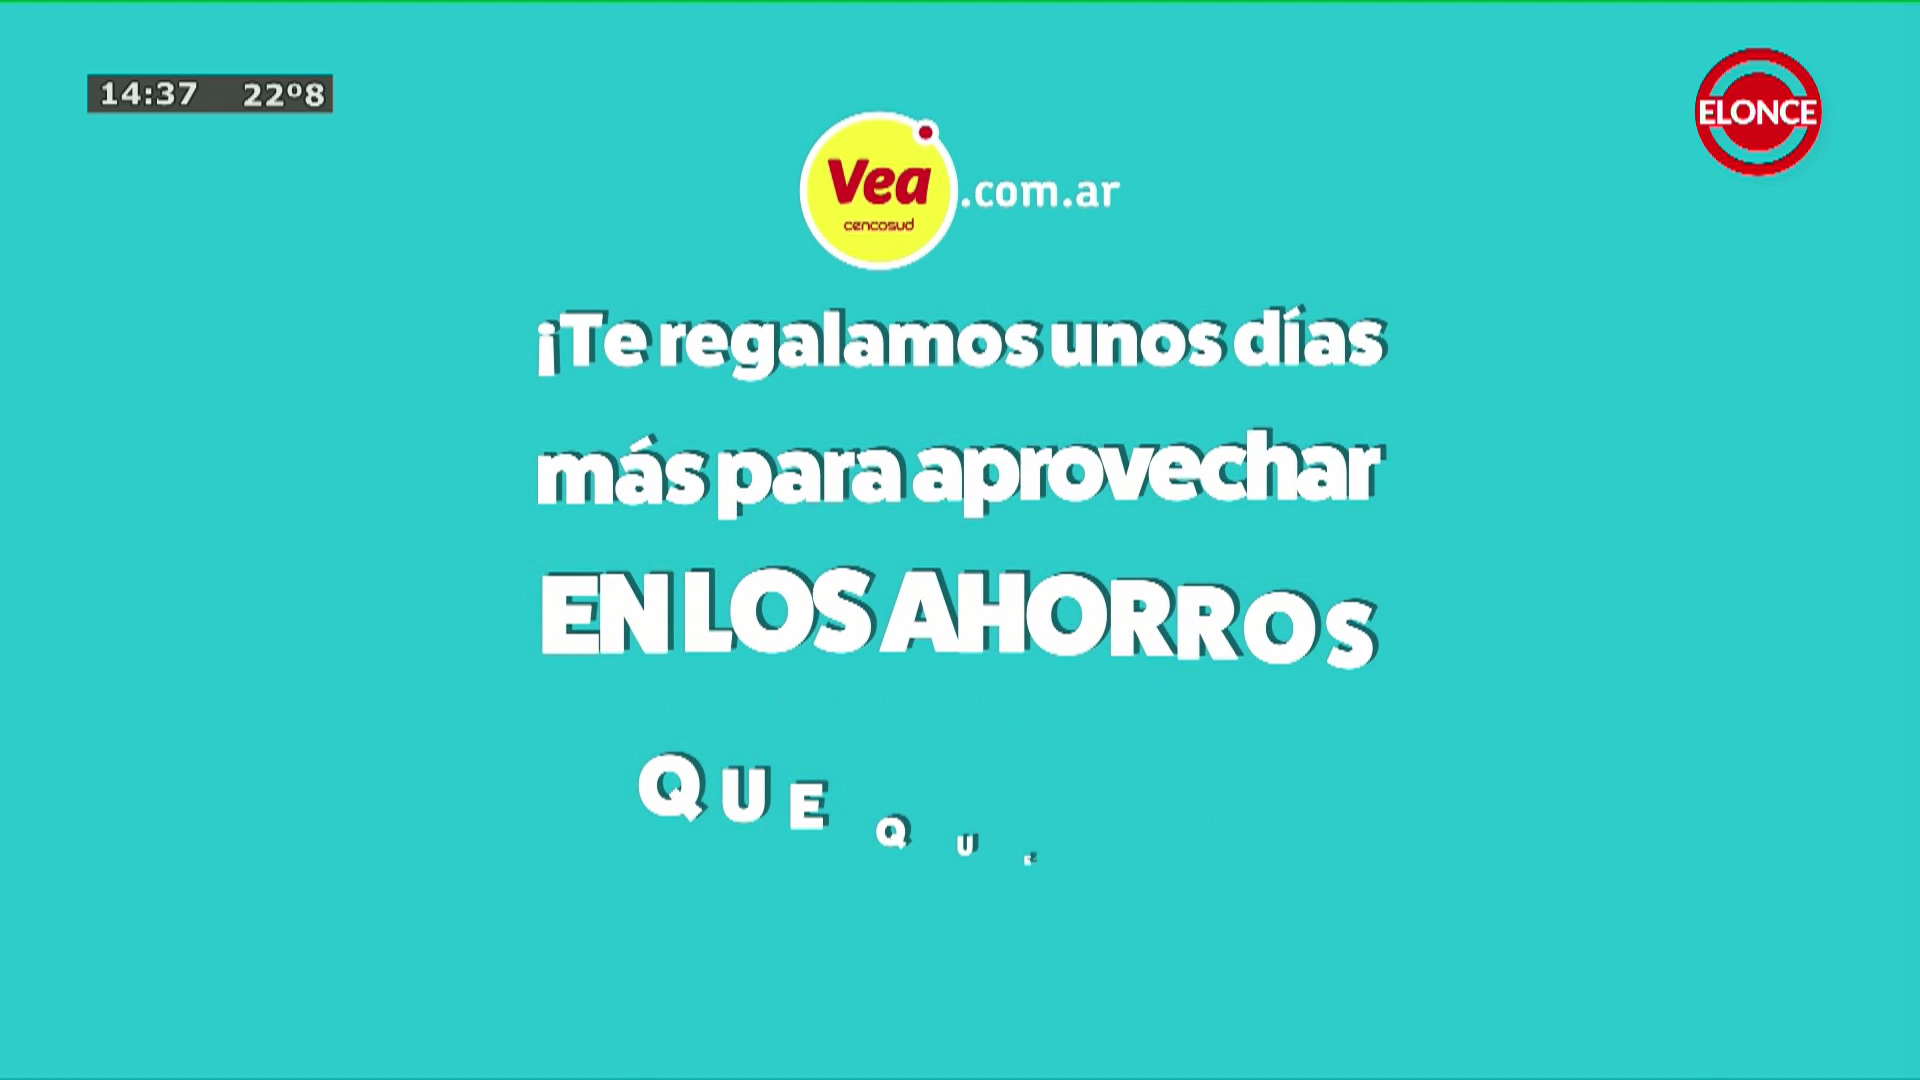 14:37 22º8
ELONCE
Vea .com.ar
cencosud
¡Te regalamos unos días
más para aprovechar
EN LOS AHORROS
QUE QUE